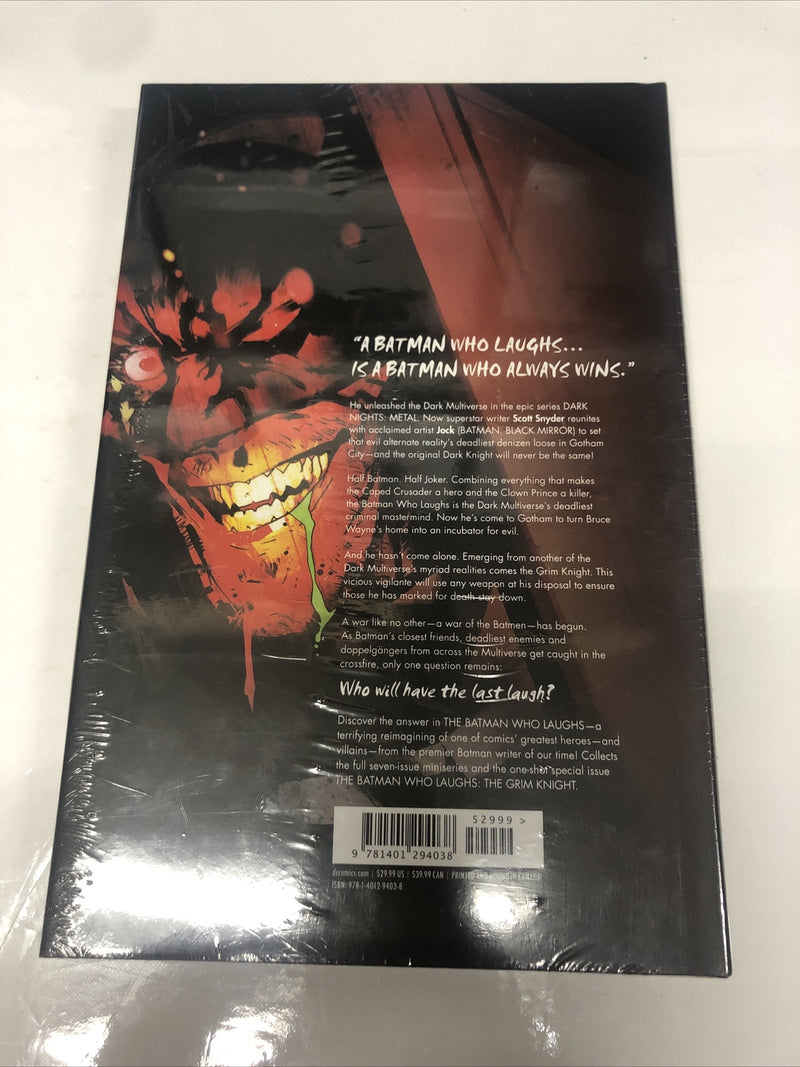 “A BATMAN WHO LAUGHS...
IS A BATMAN WHO ALWAYS WINS.”
He unleashed the Dark Multiverse in the epic series DARK
NIGHTS: METAL. Now superstar writer Scott Snyder reunites
with acclaimed artist Jock (BATMAN: BLACK MIRROR) to set
that evil alternate reality’s deadliest denizen loose in Gotham
City—and the original Dark Knight will never be the same!
Half Batman. Half Joker. Combining everything that makes
the Caped Crusader a hero and the Clown Prince a killer,
the Batman Who Laughs is the Dark Multiverse’s deadliest
criminal mastermind. Now he’s come to Gotham to turn Bruce
Wayne’s home into an incubator for evil.
And he hasn’t come alone. Emerging from another of the
Dark Multiverse’s myriad realities comes the Grim Knight. This
vicious vigilante will use any weapon at his disposal to ensure
those he has marked for death stay down.
A war like no other—a war of the Batmen—has begun.
As Batman’s closest friends, deadliest enemies and
doppelgängers from across the Multiverse get caught in the
crossfire, only one question remains:
Who will have the last laugh?
Discover the answer in THE BATMAN WHO LAUGHS—a
terrifying reimagining of one of comics’ greatest heroes—and
villains—from the premier Batman writer of our time! Collects
the full seven-issue miniseries and the one-shot special issue
THE BATMAN WHO LAUGHS: THE GRIM KNIGHT.
52999 >
9 781401 294038
dccomics.com | $29.99 US | $39.99 CAN | PRINTED AND BOUND IN CANADA
ISBN: 978-1-4012-9403-8